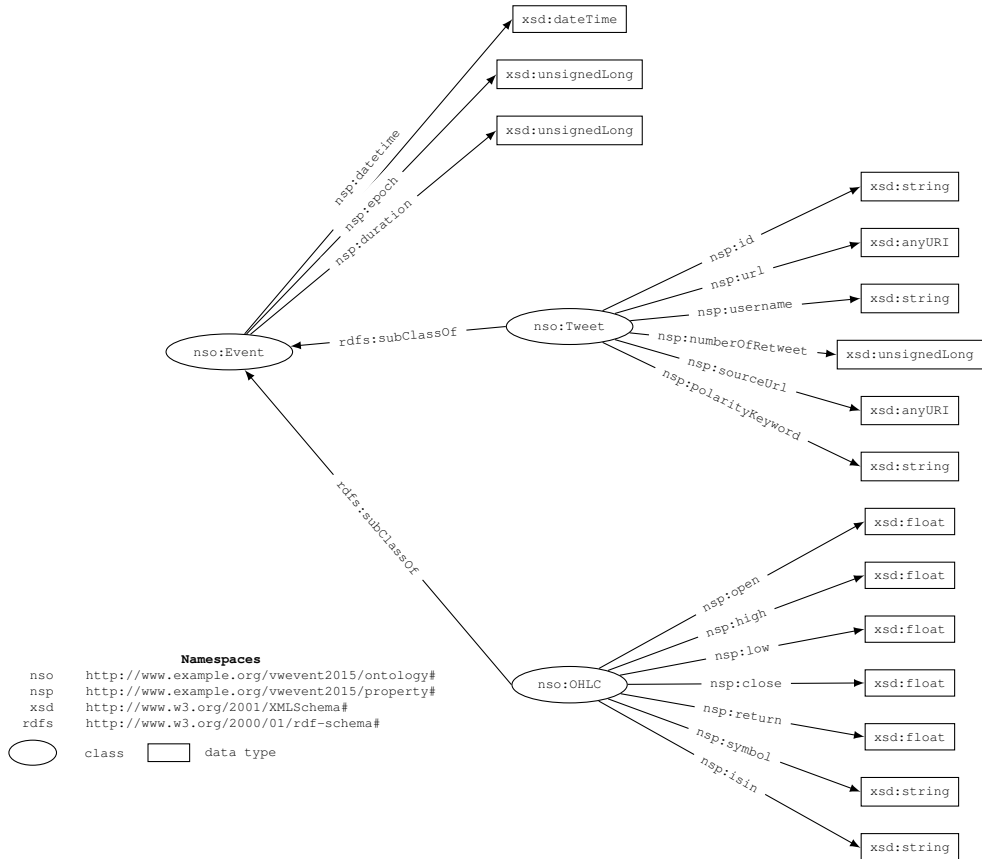 xsd:dateTime
xsd:unsignedLong
xsd:unsignedLong
nsp:datetime
nsp:epoch
nsp:duration
xsd:string
nsp:id
xsd:anyURI
nsp:url
xsd:string
nsp:username
nso:Tweet
rdfs:subClassOf
nso:Event
nsp:numberOfRetweet
xsd:unsignedLong
nsp:sourceUrl
xsd:anyURI
nsp:polarityKeyword
xsd:string
rdfs:subClassOf
xsd:float
nsp:open
xsd:float
nsp:high
xsd:float
nsp:low
nso:OHLC
nsp:close
xsd:float
nsp:return
xsd:float
nsp:symbol
xsd:string
nsp:isin
xsd:string
Namespaces
nso http://www.example.org/vwevent2015/ontology#
nsp http://www.example.org/vwevent2015/property#
xsd http://www.w3.org/2001/XMLSchema#
rdfs http://www.w3.org/2000/01/rdf-schema#
class data type